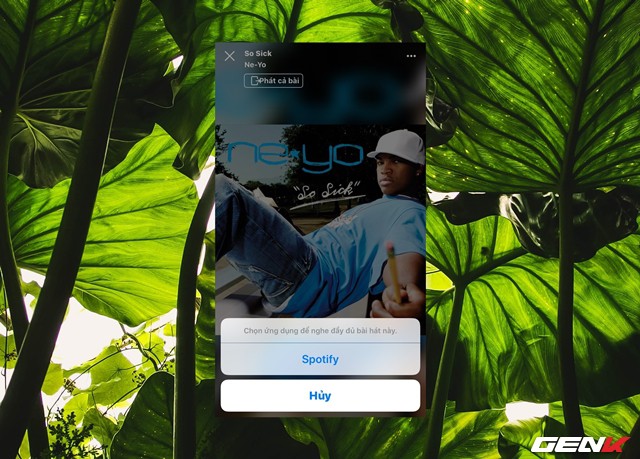 So Sick
Ne-Yo
Phát cả bài
ne·yo
"So Sick"
Chọn ứng dụng để nghe đầy đủ bài hát này.
Spotify
Hủy
GENK